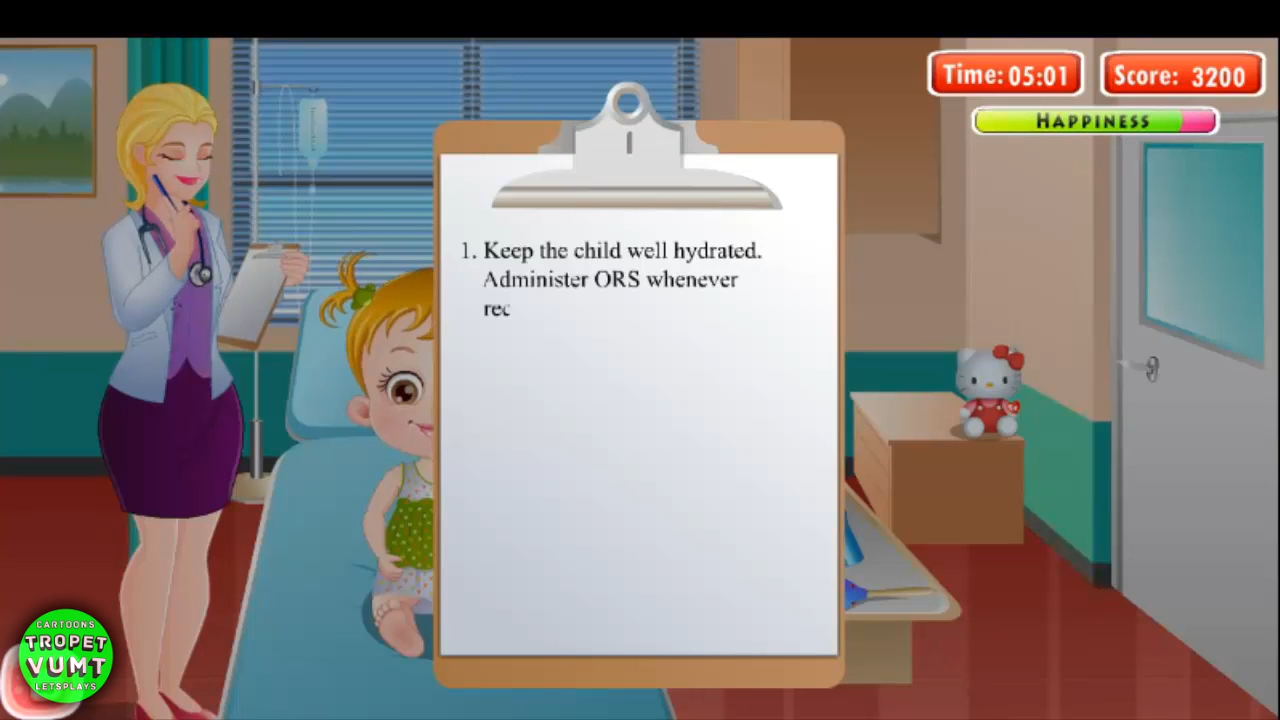 Time: 05:01
Score: 3200
HAPPINESS
1. Keep the child well hydrated.
Administer ORS whenever
rec
CARTOONS
TROPET
VUMT
LETSPLAYS